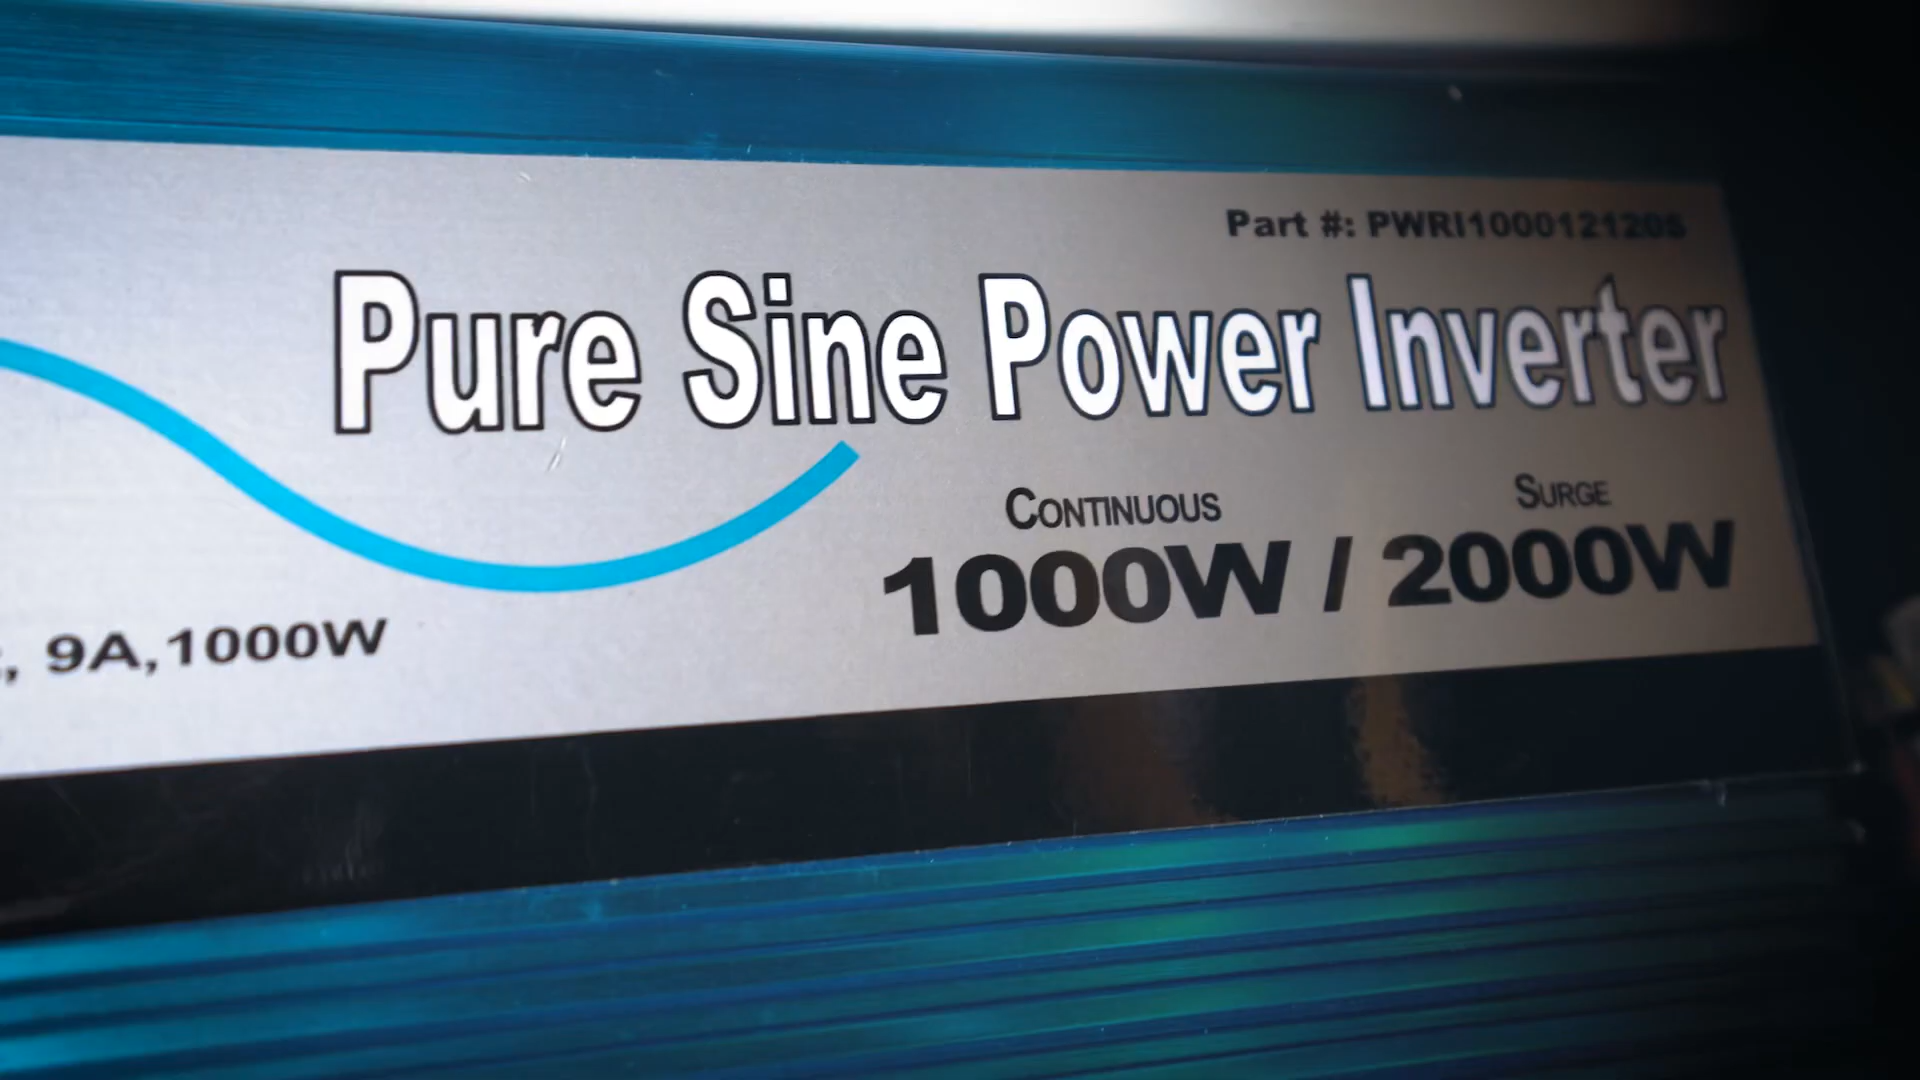 Part #: PWRI100012120S
Pure Sine Power Inverter
CONTINUOUS SURGE
1000W / 2000W
, 9A,1000W